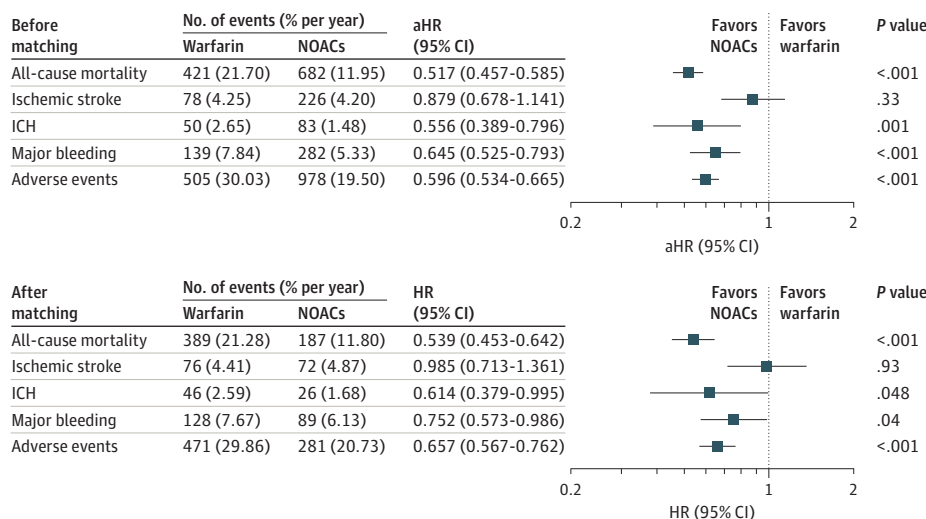 Before matching No. of events (% per year) aHR (95% CI) Favors NOACs Favors warfarin P value
Warfarin NOACs
All-cause mortality 421 (21.70) 682 (11.95) 0.517 (0.457-0.585) <.001
Ischemic stroke 78 (4.25) 226 (4.20) 0.879 (0.678-1.141) .33
ICH 50 (2.65) 83 (1.48) 0.556 (0.389-0.796) .001
Major bleeding 139 (7.84) 282 (5.33) 0.645 (0.525-0.793) <.001
Adverse events 505 (30.03) 978 (19.50) 0.596 (0.534-0.665) <.001
0.2 1 2
aHR (95% CI)
After matching No. of events (% per year) HR (95% CI) Favors NOACs Favors warfarin P value
Warfarin NOACs
All-cause mortality 389 (21.28) 187 (11.80) 0.539 (0.453-0.642) <.001
Ischemic stroke 76 (4.41) 72 (4.87) 0.985 (0.713-1.361) .93
ICH 46 (2.59) 26 (1.68) 0.614 (0.379-0.995) .048
Major bleeding 128 (7.67) 89 (6.13) 0.752 (0.573-0.986) .04
Adverse events 471 (29.86) 281 (20.73) 0.657 (0.567-0.762) <.001
0.2 1 2
HR (95% CI)